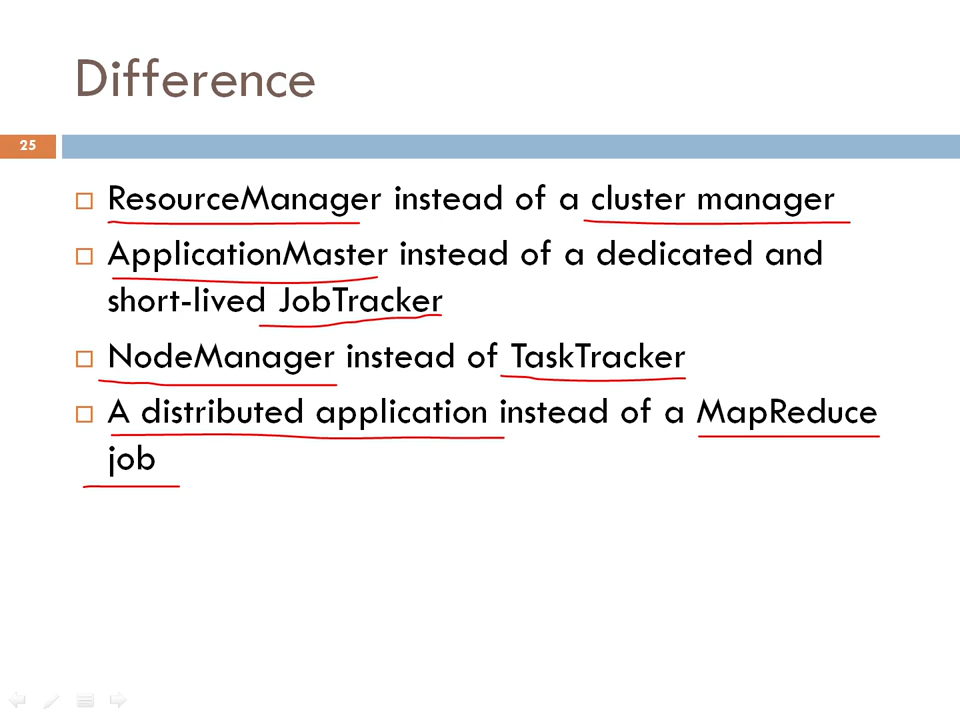 Difference
25
ResourceManager instead of a cluster manager
ApplicationMaster instead of a dedicated and
short-lived JobTracker
NodeManager instead of TaskTracker
A distributed application instead of a MapReduce
job